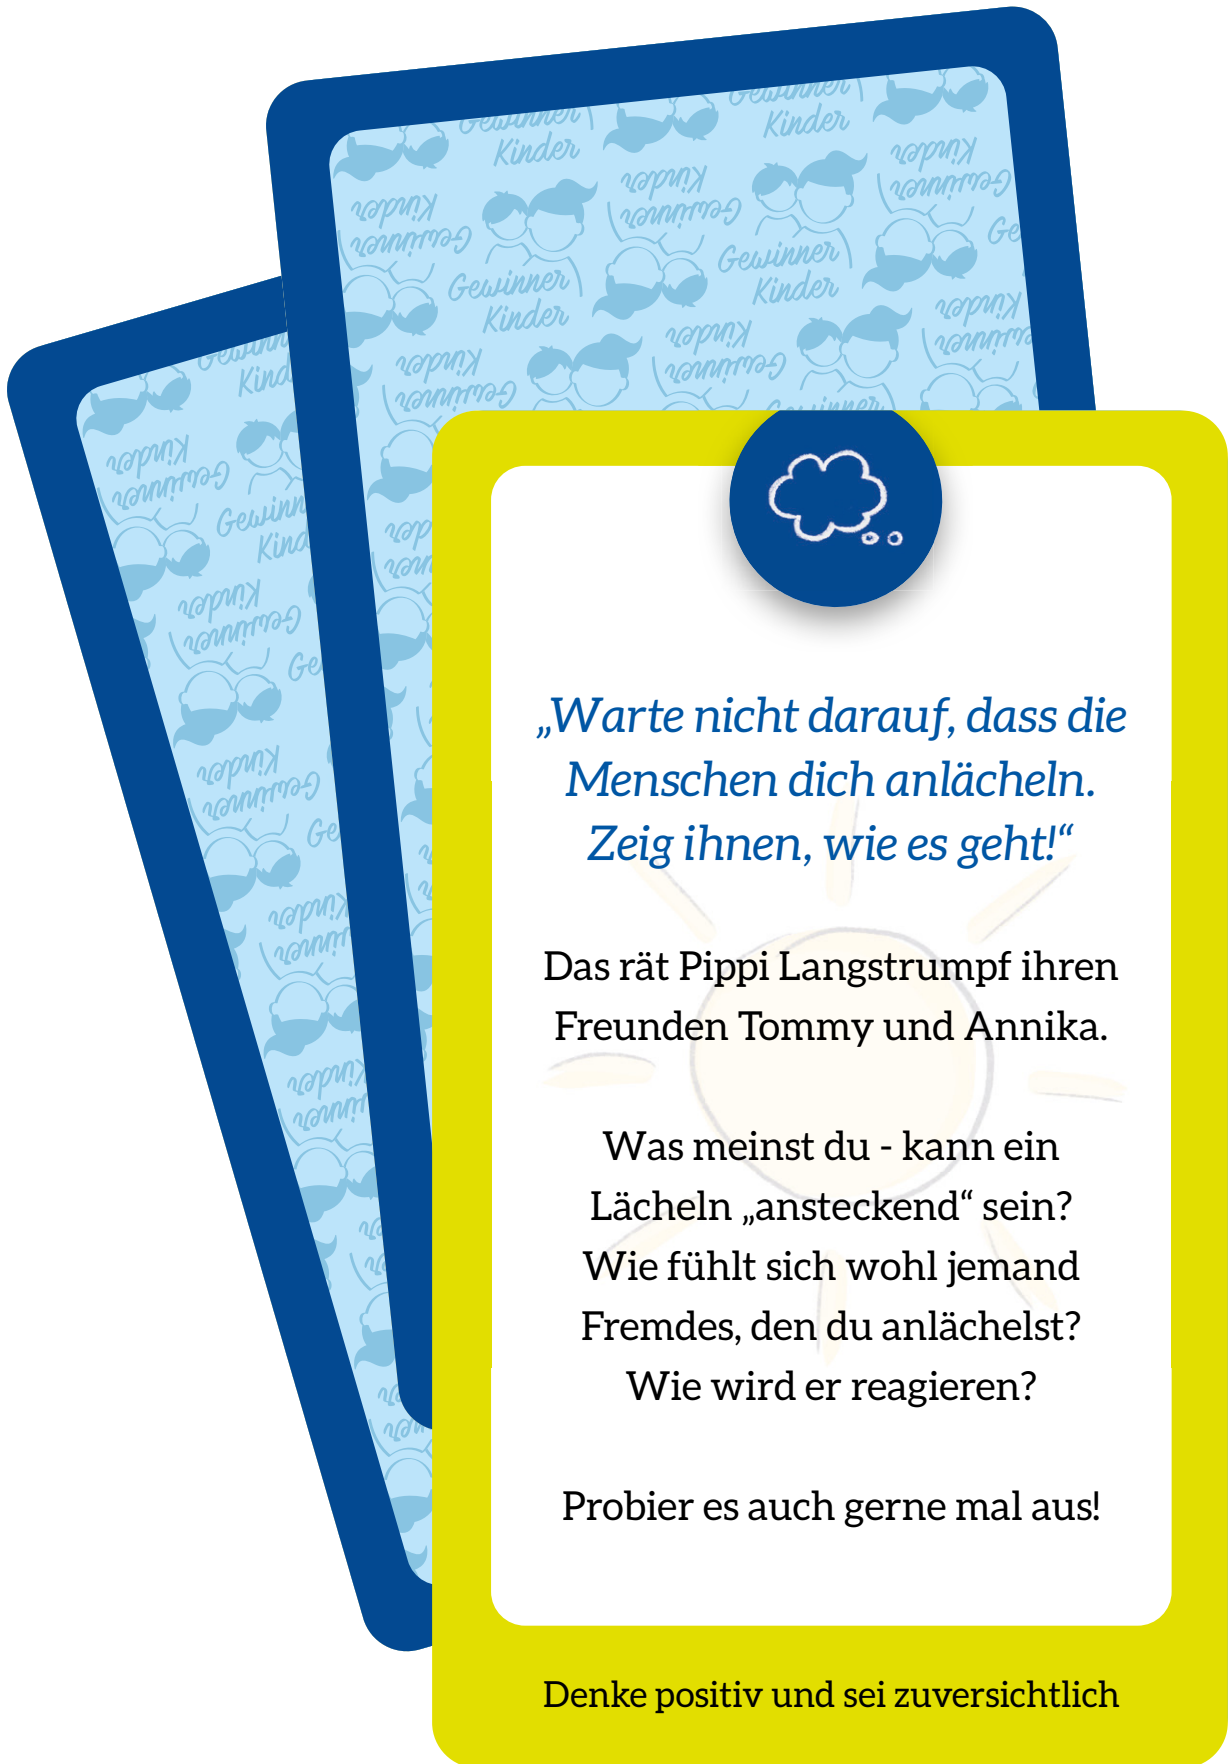 Gewinner
Kinder
„Warte nicht darauf, dass die
Menschen dich anlächeln.
Zeig ihnen, wie es geht!“
Das rät Pippi Langstrumpf ihren
Freunden Tommy und Annika.
Was meinst du - kann ein
Lächeln „ansteckend“ sein?
Wie fühlt sich wohl jemand
Fremdes, den du anlächelst?
Wie wird er reagieren?
Probier es auch gerne mal aus!
Denke positiv und sei zuversichtlich